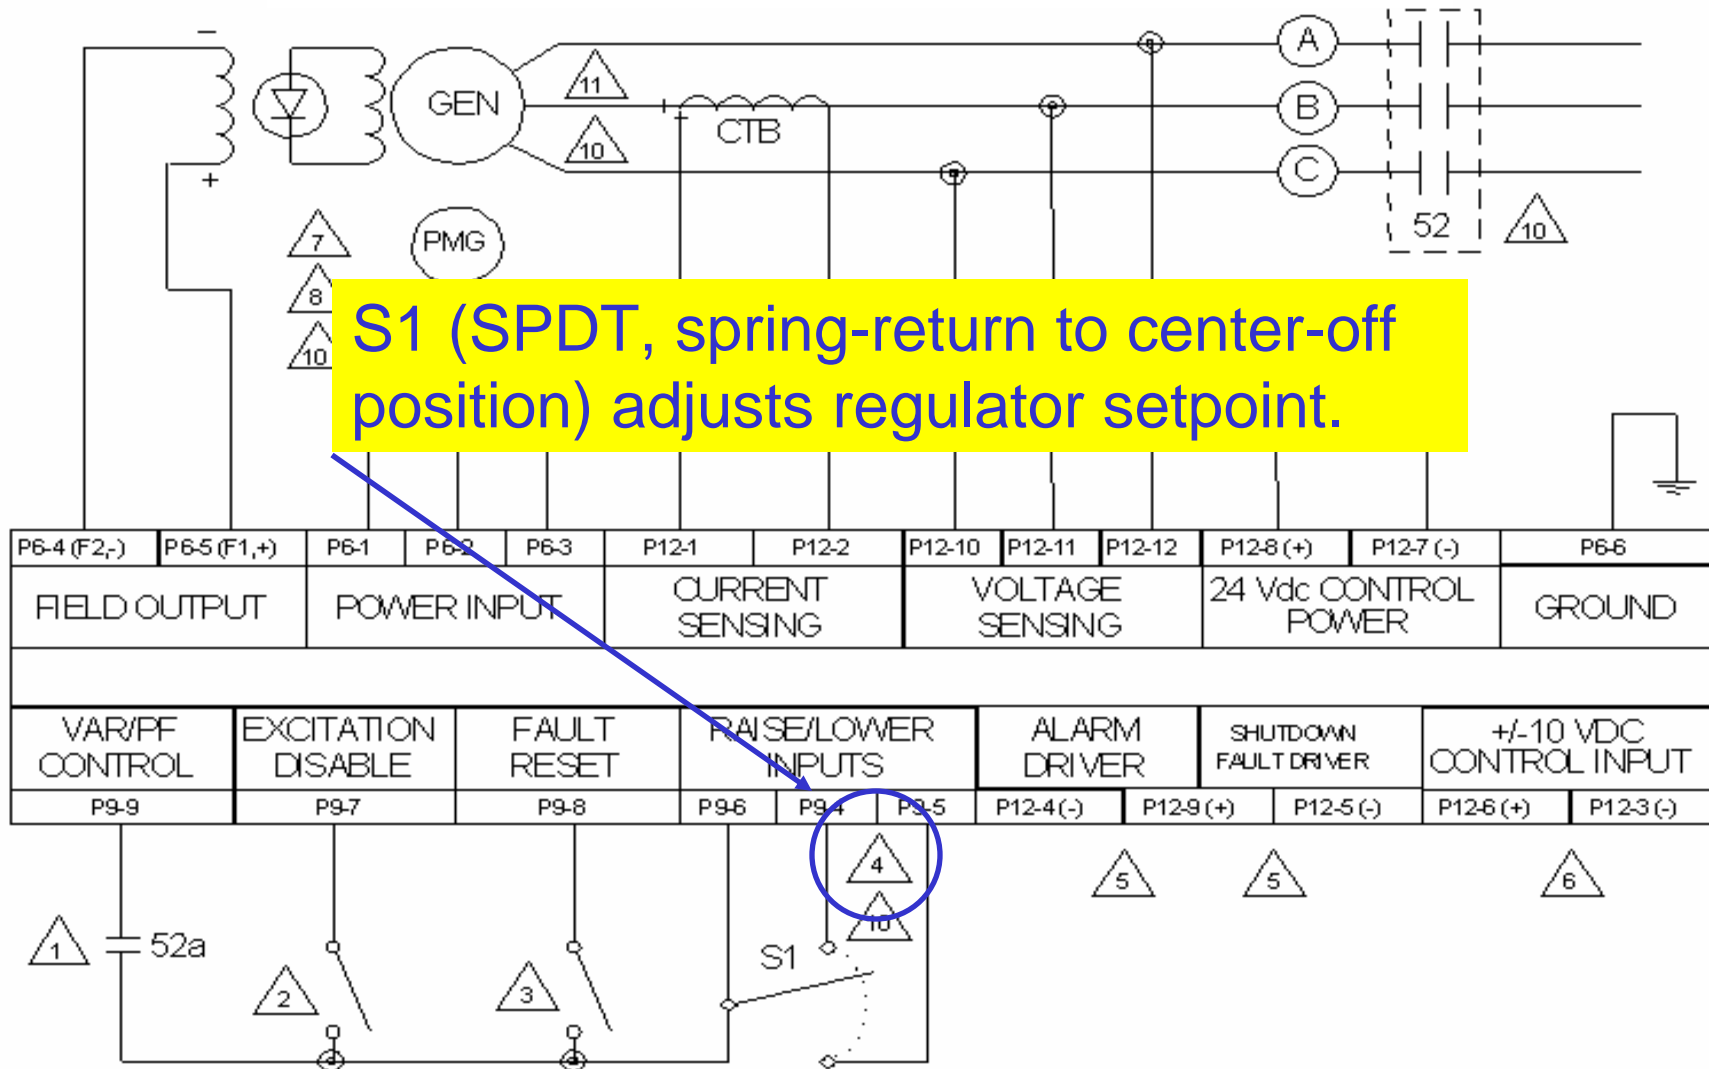 −
A
11
GEN
B
CTB
10
C
+
52
10
7
PMG
8
S1 (SPDT, spring-return to center-off
position) adjusts regulator setpoint.
10
P6-4 (F2,-) P6-5 (F1,+) P6-1 P6-2 P6-3 P12-1 P12-2 P12-10 P12-11 P12-12 P12-8 (+) P12-7 (-) P6-6
FIELD OUTPUT
POWER INPUT
CURRENT
SENSING
VOLTAGE
SENSING
24 Vdc CONTROL
POWER
GROUND
VAR/PF
CONTROL
EXCITATION
DISABLE
FAULT
RESET
RAISE/LOWER
INPUTS
ALARM
DRIVER
SHUTDOWN
FAULT DRIVER
+/-10 VDC
CONTROL INPUT
P9-9 P9-7 P9-8 P9-6 P9-4 P9-5 P12-4 (-) P12-9 (+) P12-5 (-) P12-6 (+) P12-3 (-)
4
5
5
6
10
1
52a
S1
2
3